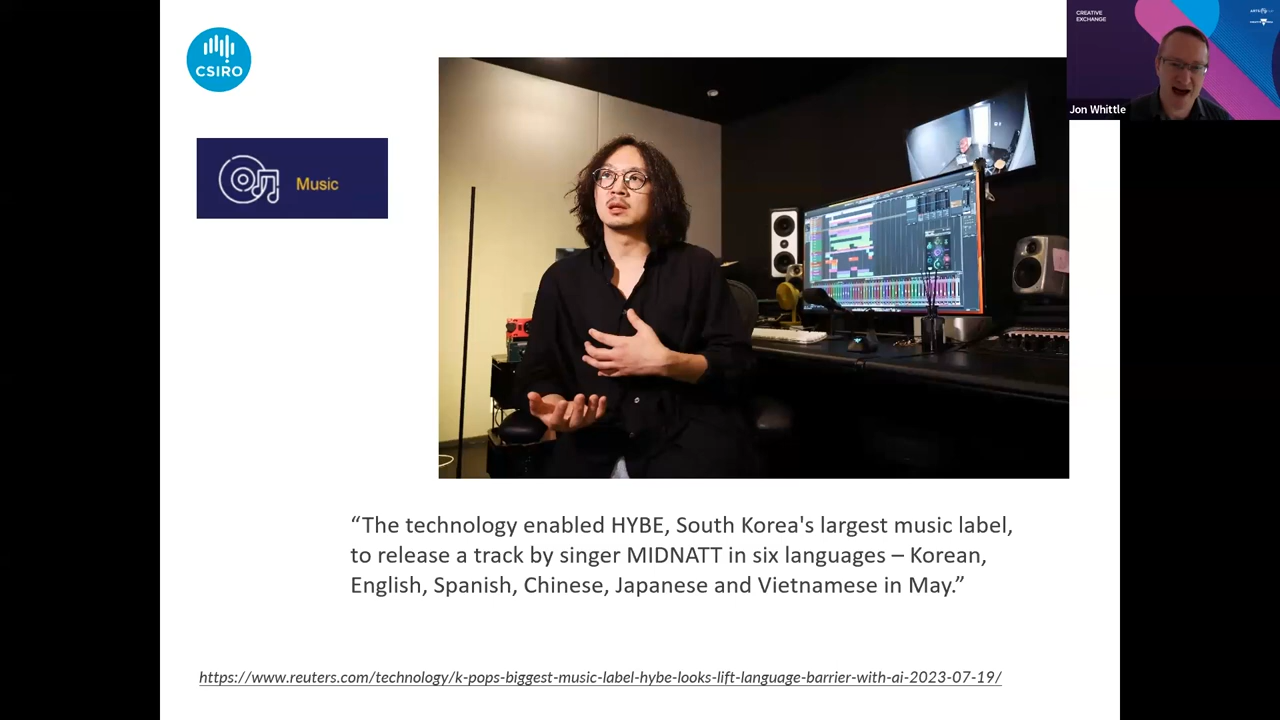 CSIRO
Music
CREATIVE
EXCHANGE
Jon Whittle
“The technology enabled HYBE, South Korea's largest music label,
to release a track by singer MIDNATT in six languages – Korean,
English, Spanish, Chinese, Japanese and Vietnamese in May.”
https://www.reuters.com/technology/k-pops-biggest-music-label-hybe-looks-lift-language-barrier-with-ai-2023-07-19/